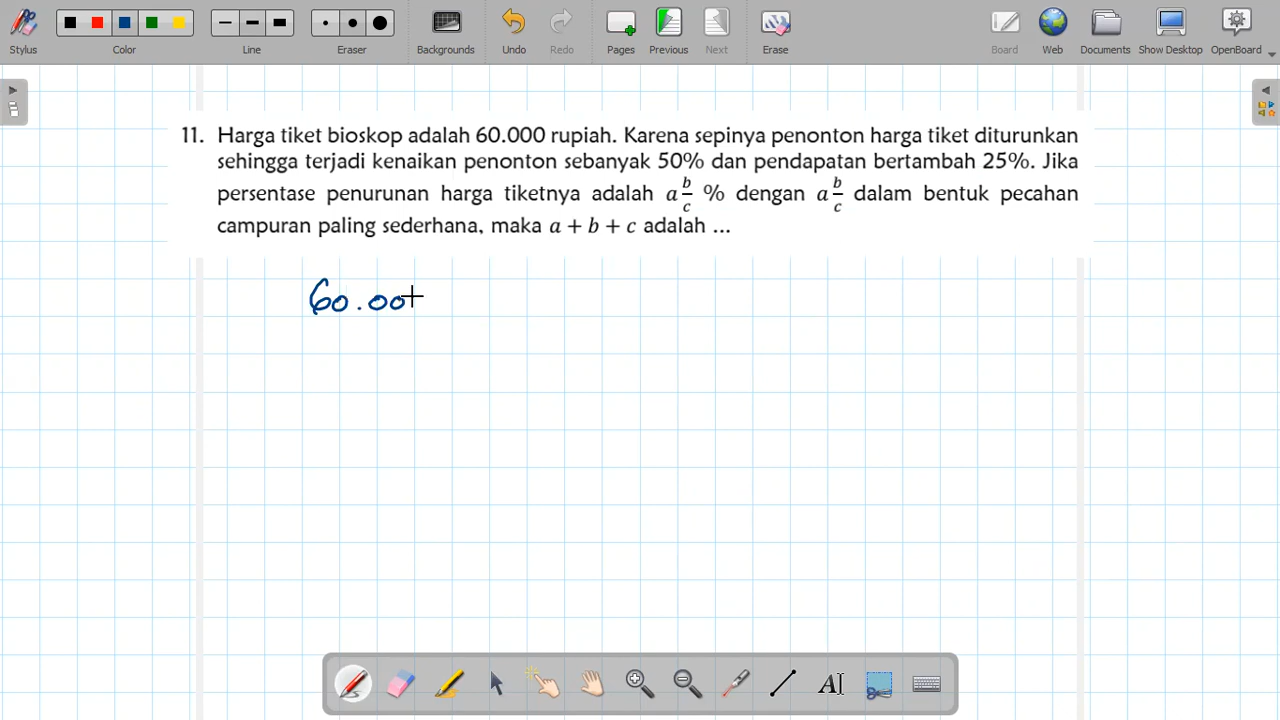 Stylus
Color
Line
Eraser
Backgrounds
Undo
Redo
Pages
Previous
Next
Erase
Board
Web
Documents
Show Desktop
OpenBoard
11. Harga tiket bioskop adalah 60.000 rupiah. Karena sepinya penonton harga tiket diturunkan
sehingga terjadi kenaikan penonton sebanyak 50% dan pendapatan bertambah 25%. Jika
persentase penurunan harga tiketnya adalah a b/c % dengan a b/c dalam bentuk pecahan
campuran paling sederhana, maka a + b + c adalah ...
60.00